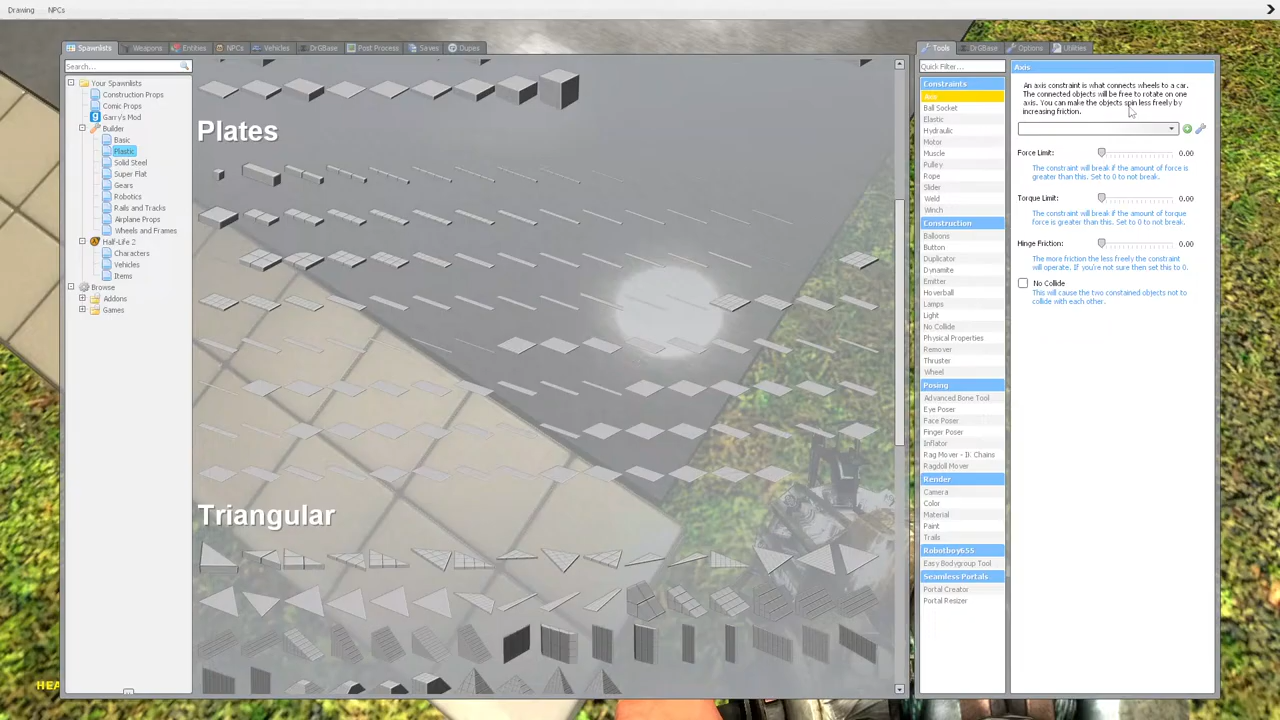 Drawing NPCs
Spawnlists Weapons Entities NPCs Vehicles DrGBase Post Process Saves Dupes
Search...
Your Spawnlists
Construction Props
Comic Props
Garry's Mod
Builder
Basic
Plastic
Solid Steel
Super Flat
Gears
Robotics
Rails and Tracks
Airplane Props
Wheels and Frames
Half-Life 2
Characters
Vehicles
Items
Browse
Addons
Games
Plates
Triangular
Tools DrGBase Options Utilities
Quick Filter...
Constraints
Axis
Ball Socket
Elastic
Hydraulic
Motor
Muscle
Pulley
Rope
Slider
Weld
Winch
Construction
Balloons
Button
Duplicator
Dynamite
Emitter
Hoverball
Lamps
Light
No Collide
Physical Properties
Remover
Thruster
Wheel
Posing
Advanced Bone Tool
Eye Poser
Face Poser
Finger Poser
Inflator
Rag Mover - IK Chains
Ragdoll Mover
Render
Camera
Color
Material
Paint
Trails
Robotboy655
Easy Bodygroup Tool
Seamless Portals
Portal Creator
Portal Resizer
Axis
An axis constraint is what connects wheels to a car.
The connected objects will be free to rotate on one
axis. You can make the objects spin less freely by
increasing friction.
Force Limit: 0.00
The constraint will break if the amount of force is
greater than this. Set to 0 to not break.
Torque Limit: 0.00
The constraint will break if the amount of torque
force is greater than this. Set to 0 to not break.
Hinge Friction: 0.00
The more friction the less freely the constraint
will operate. If you're not sure then set this to 0.
No Collide
This will cause the two constained objects not to
collide with each other.
HEA